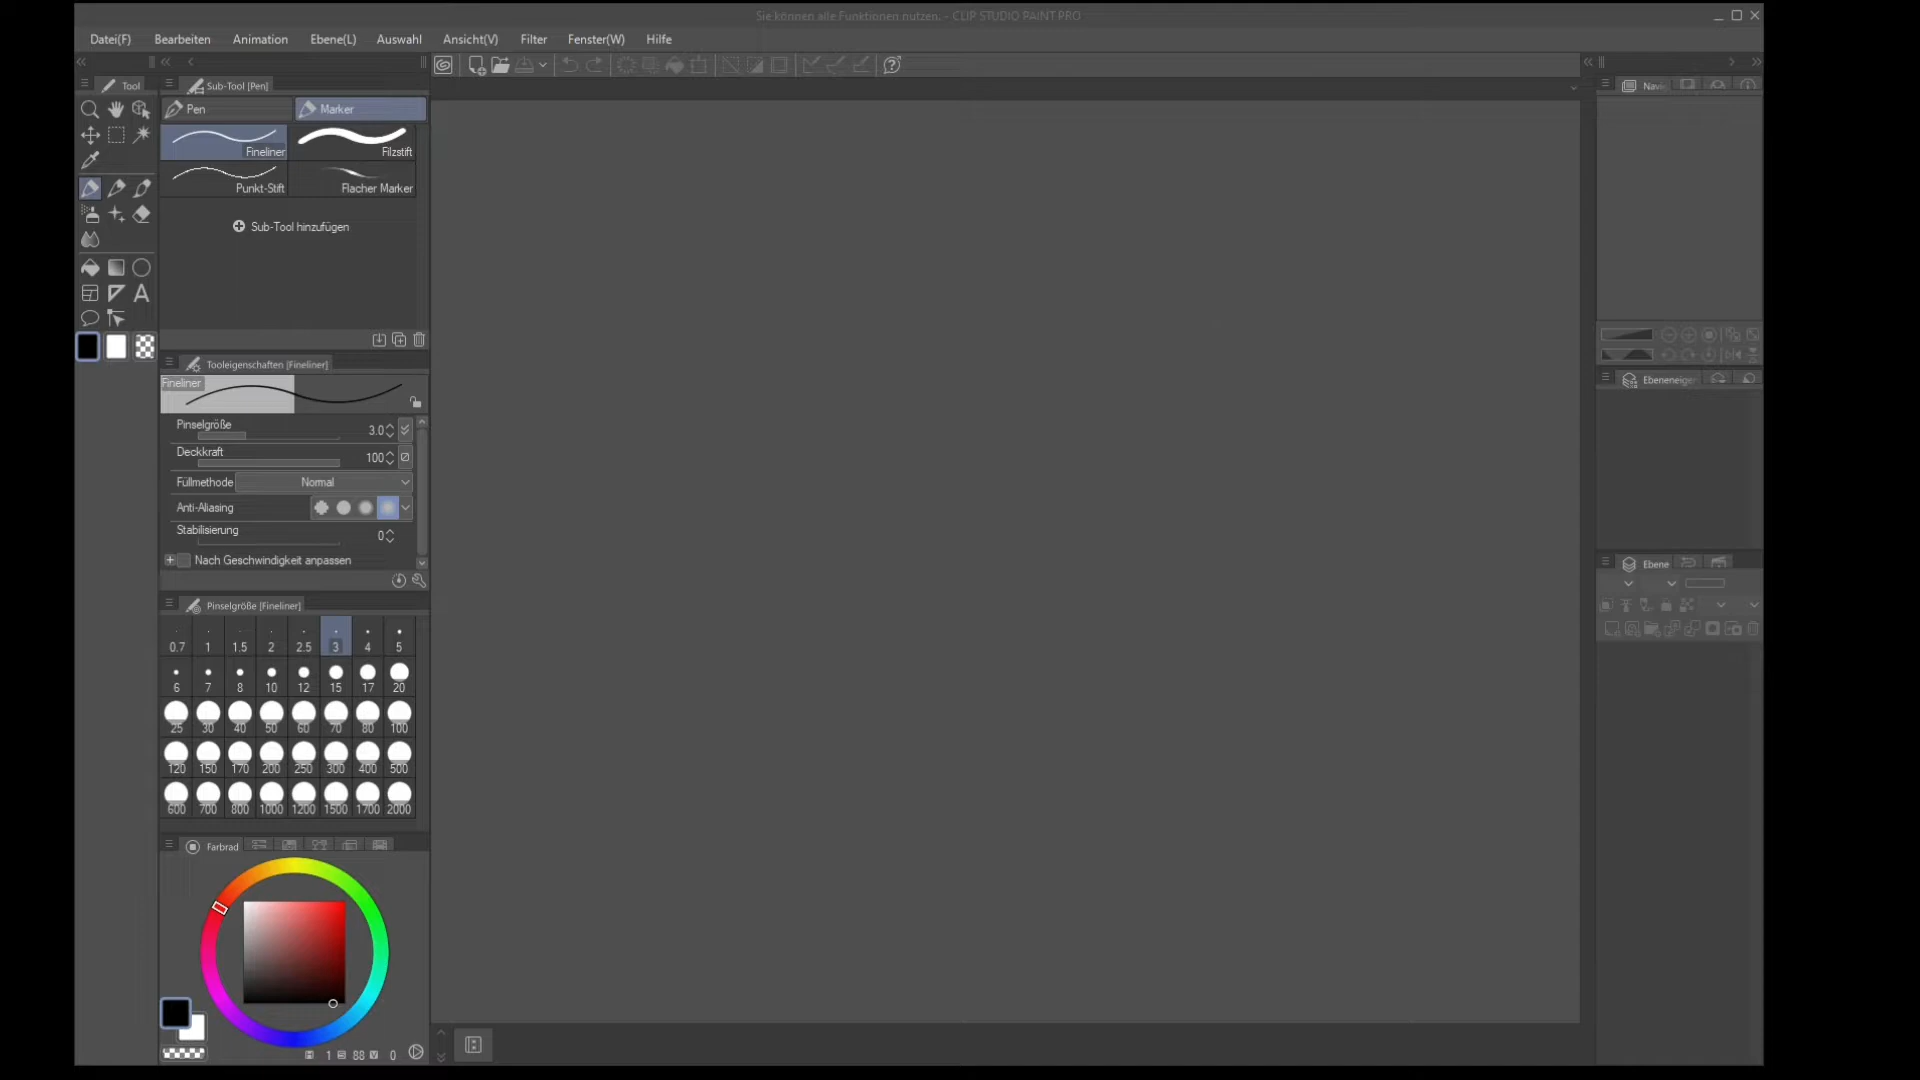 Sie können alle Funktionen nutzen. - CLIP STUDIO PAINT PRO
Datei(F) Bearbeiten Animation Ebene(L) Auswahl Ansicht(V) Filter Fenster(W) Hilfe
Tool
Sub-Tool [Pen]
Pen Marker
Fineliner Filzstift
Punkt-Stift Flacher Marker
Sub-Tool hinzufügen
Tooleigenschaften [Fineliner]
Fineliner
Pinselgröße 3.0
Deckkraft 100
Füllmethode Normal
Anti-Aliasing
Stabilisierung 0
Nach Geschwindigkeit anpassen
Pinselgröße [Fineliner]
0.7 1 1.5 2 2.5 3 4 5
6 7 8 10 12 15 17 20
25 30 40 50 60 70 80 100
120 150 170 200 250 300 400 500
600 700 800 1000 1200 1500 1700 2000
Farbrad
H 1 S 88 V 0
Navi
Ebeneneige
Ebene